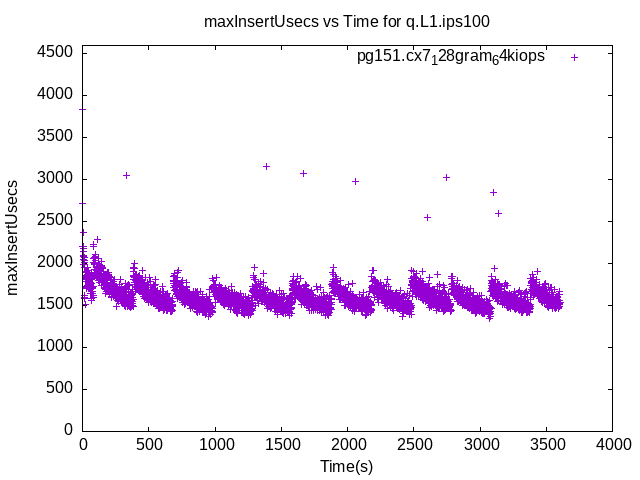 maxInsertUsecs vs Time for q.L1.ips100
pg151.cx7₁28gram₆4kiops
maxInsertUsecs
4500
4000
3500
3000
2500
2000
1500
1000
500
0
0 500 1000 1500 2000 2500 3000 3500 4000
Time(s)